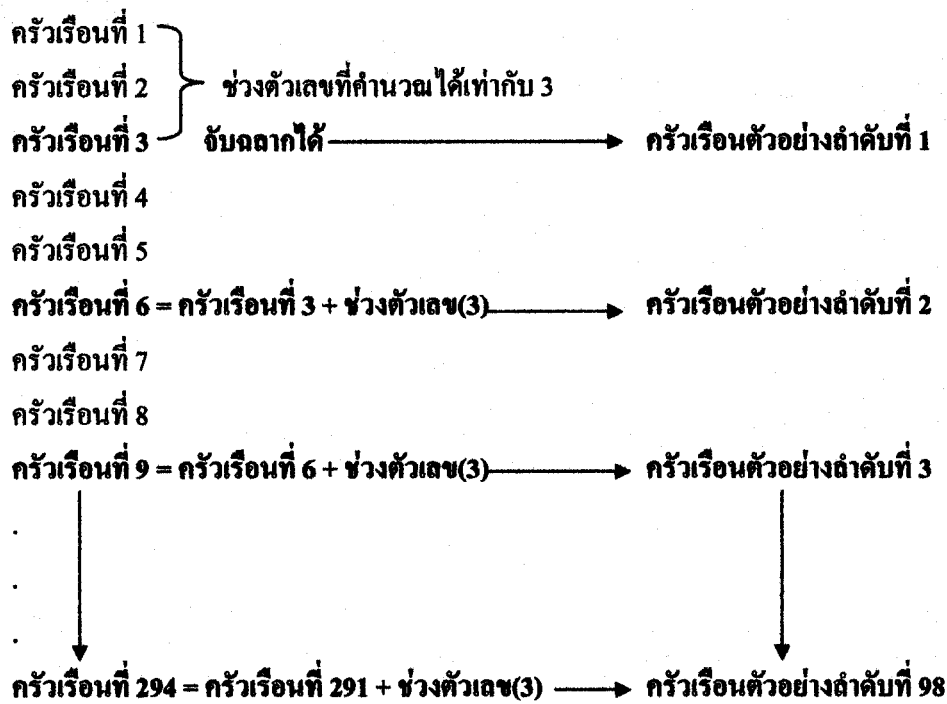 ครัวเรือนที่ 1
ครัวเรือนที่ 2 ช่วงตัวเลขที่คำนวณได้เท่ากับ 3
ครัวเรือนที่ 3 จับฉลากได้ ครัวเรือนตัวอย่างลำดับที่ 1
ครัวเรือนที่ 4
ครัวเรือนที่ 5
ครัวเรือนที่ 6 = ครัวเรือนที่ 3 + ช่วงตัวเลข(3) ครัวเรือนตัวอย่างลำดับที่ 2
ครัวเรือนที่ 7
ครัวเรือนที่ 8
ครัวเรือนที่ 9 = ครัวเรือนที่ 6 + ช่วงตัวเลข(3) ครัวเรือนตัวอย่างลำดับที่ 3
.
.
.
ครัวเรือนที่ 294 = ครัวเรือนที่ 291 + ช่วงตัวเลข(3) ครัวเรือนตัวอย่างลำดับที่ 98